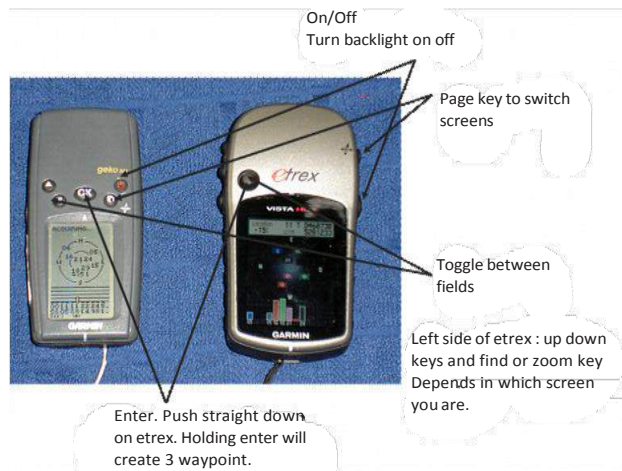 On/Off
Turn backlight on off
Page key to switch
screens
geko
OK
etrex
VISTA
ACQUIRING
GARMIN
GARMIN
Toggle between
fields
Left side of etrex : up down
keys and find or zoom key
Depends in which screen
you are.
Enter. Push straight down
on etrex. Holding enter will
create 3 waypoint.